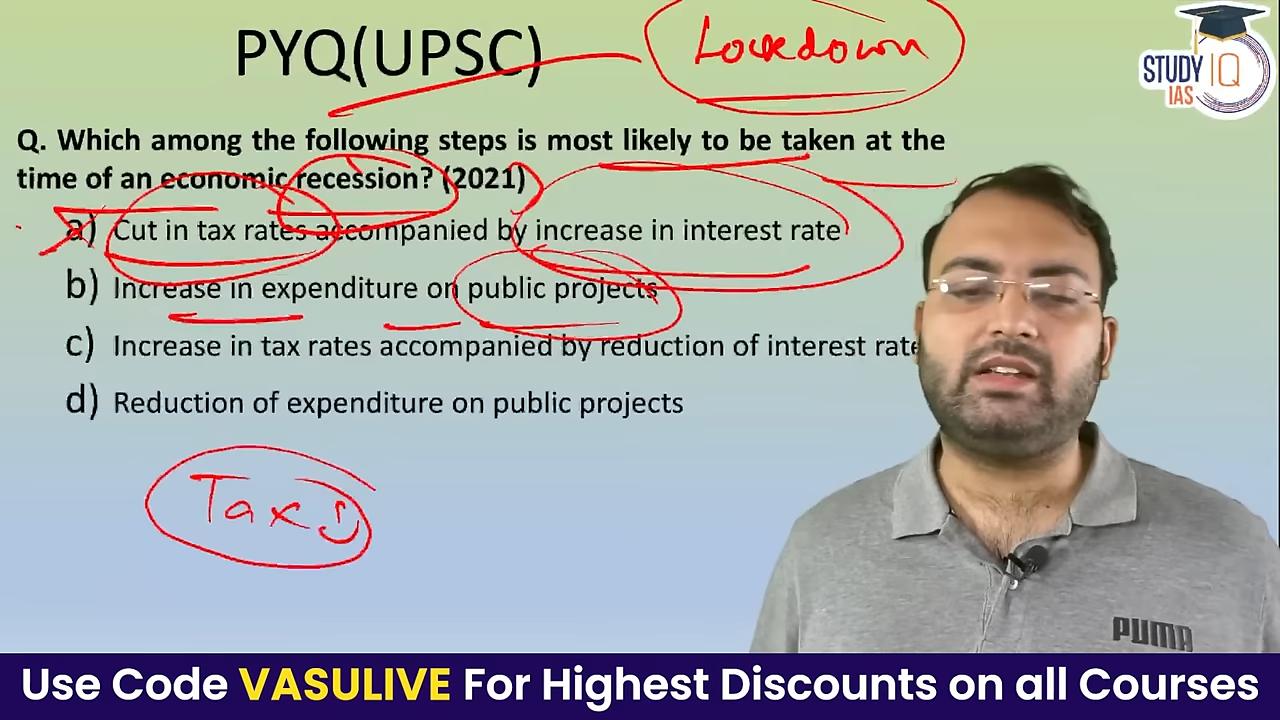 PYQ(UPSC)
Lockdown
STUDY IQ
IAS
Q. Which among the following steps is most likely to be taken at the
time of an economic recession? (2021)
a) Cut in tax rates accompanied by increase in interest rate
b) Increase in expenditure on public projects
c) Increase in tax rates accompanied by reduction of interest rate
d) Reduction of expenditure on public projects
Tax
PUMA
Use Code VASULIVE For Highest Discounts on all Courses